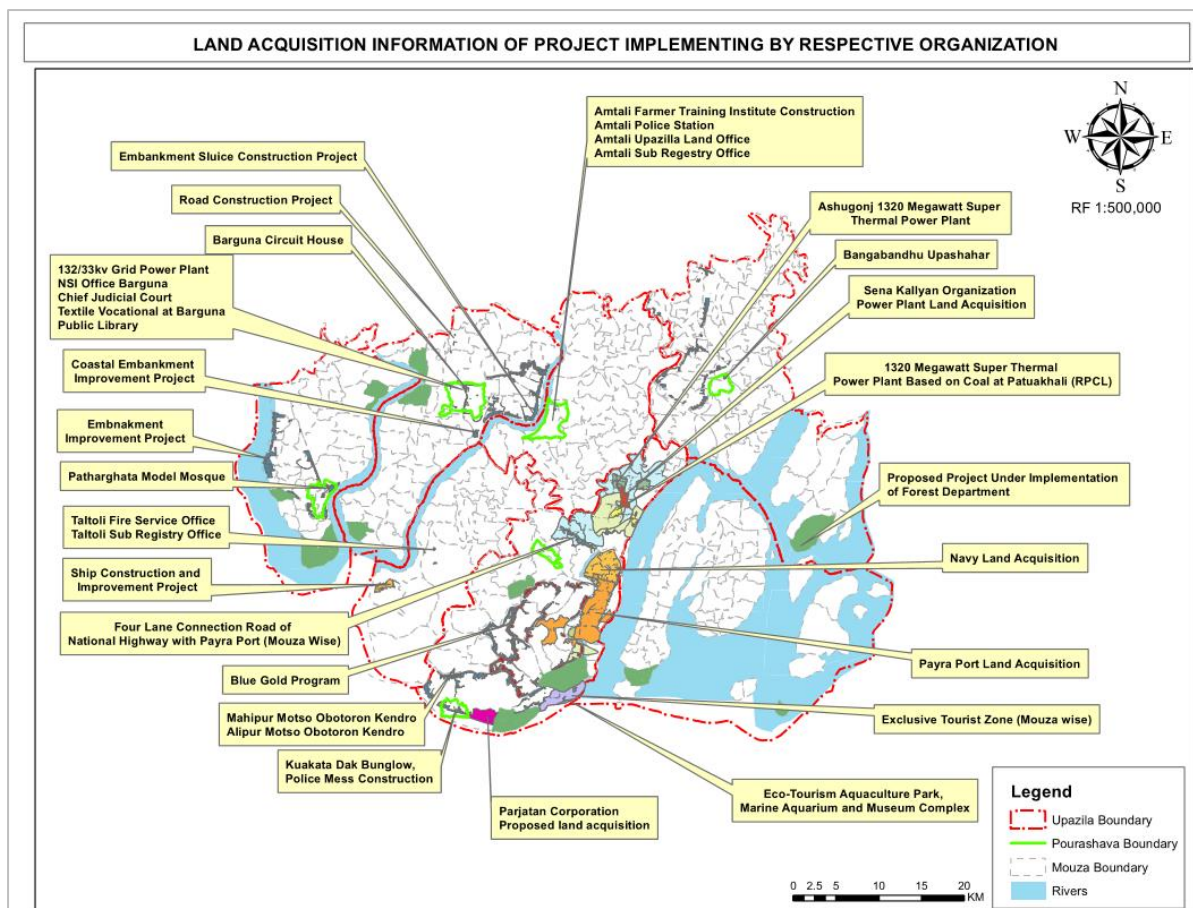 LAND ACQUISITION INFORMATION OF PROJECT IMPLEMENTING BY RESPECTIVE ORGANIZATION
N
W
E
S
RF 1:500,000
Amtali Farmer Training Institute Construction
Amtali Police Station
Amtali Upazilla Land Office
Amtali Sub Regestry Office
Embankment Sluice Construction Project
Road Construction Project
Barguna Circuit House
132/33kv Grid Power Plant
NSI Office Barguna
Chief Judicial Court
Textile Vocational at Barguna
Public Library
Coastal Embankment
Improvement Project
Embnakment
Improvement Project
Patharghata Model Mosque
Taltoli Fire Service Office
Taltoli Sub Registry Office
Ship Construction and
Improvement Project
Four Lane Connection Road of
National Highway with Payra Port (Mouza Wise)
Blue Gold Program
Mahipur Motso Obotoron Kendro
Alipur Motso Obotoron Kendro
Kuakata Dak Bunglow,
Police Mess Construction
Parjatan Corporation
Proposed land acquisition
Ashugonj 1320 Megawatt Super
Thermal Power Plant
Bangabandhu Upashahar
Sena Kallyan Organization
Power Plant Land Acquisition
1320 Megawatt Super Thermal
Power Plant Based on Coal at Patuakhali (RPCL)
Proposed Project Under Implementation
of Forest Department
Navy Land Acquisition
Payra Port Land Acquisition
Exclusive Tourist Zone (Mouza wise)
Eco-Tourism Aquaculture Park,
Marine Aquarium and Museum Complex
Legend
Upazila Boundary
Pourashava Boundary
Mouza Boundary
Rivers
0 2.5 5 10 15 20
KM